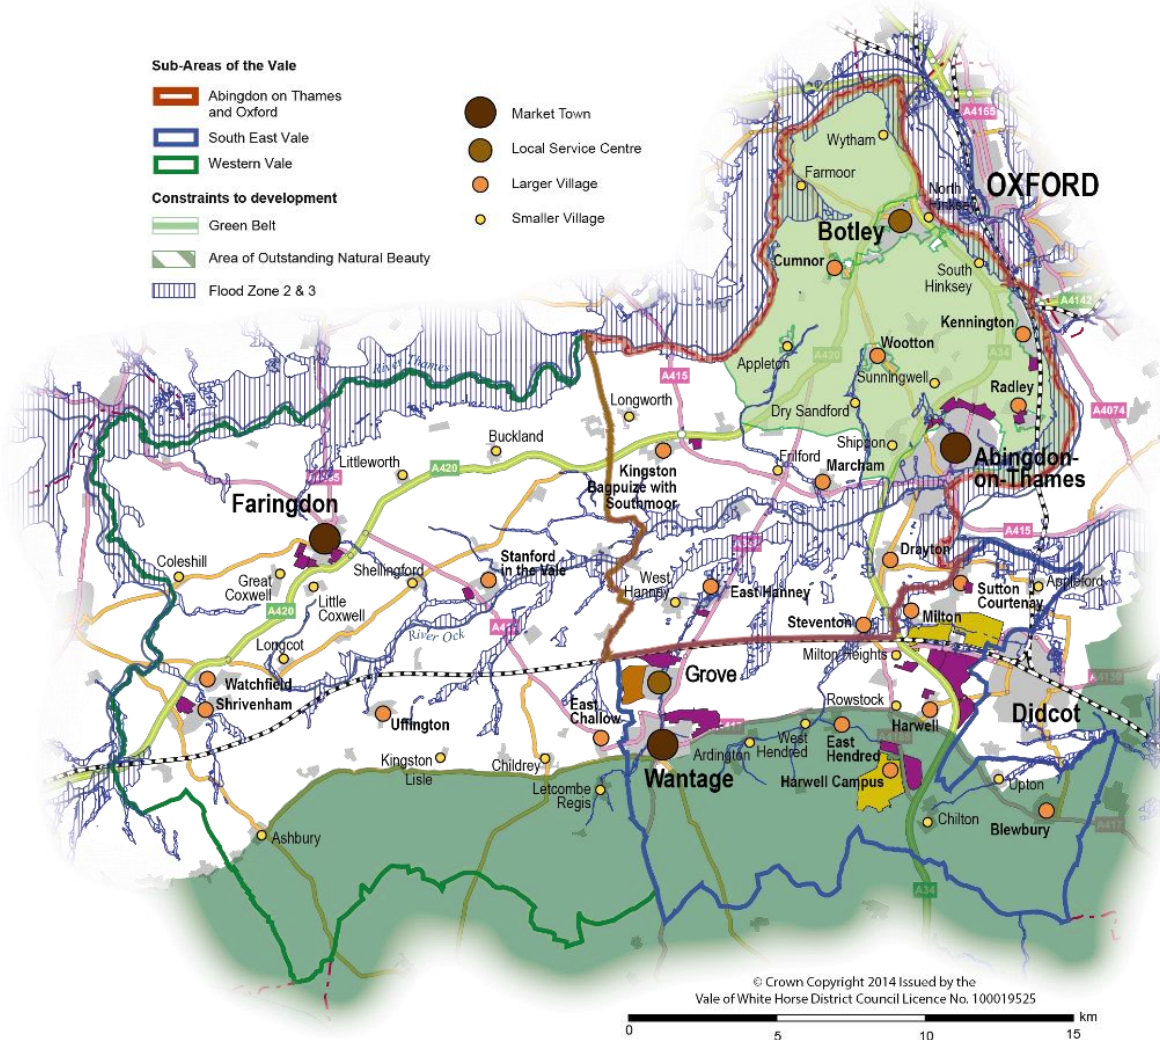 Sub-Areas of the Vale
Abingdon on Thames
and Oxford
South East Vale
Western Vale
Constraints to development
Green Belt
Area of Outstanding Natural Beauty
Flood Zone 2 & 3
Market Town
Local Service Centre
Larger Village
Smaller Village
A4165
Wytham
Farmoor
OXFORD
North
Hinksey
Botley
Cumnor
South
Hinksey
A4142
Kennington
Wootton
A420
A34
Appleton
River Thames
A415
Sunningwell
Radley
Longworth
Dry Sandford
A4074
Buckland
Shippon
Littleworth
A420
Frilford
Marcham
Abingdon-
on-Thames
Kingston
Bagpuize with
Southmoor
Faringdon
A415
Drayton
Stanford
in the Vale
Coleshill
Great
Coxwell
Shellingford
West
Hanney
East Hanney
Appleford
Sutton
Courtenay
A420
Little
Coxwell
Milton
Steventon
River Ock
Longcot
Milton Heights
Watchfield
Grove
Shrivenham
Rowstock
East
Challow
Uffington
Harwell
Didcot
A4130
West
Hendred
East
Hendred
Ardington
Kingston
Lisle
Childrey
Wantage
Harwell Campus
Letcombe
Regis
Upton
Chilton
Blewbury
A417
Ashbury
A34
© Crown Copyright 2014 Issued by the
Vale of White Horse District Council Licence No. 100019525
km
0
5
10
15